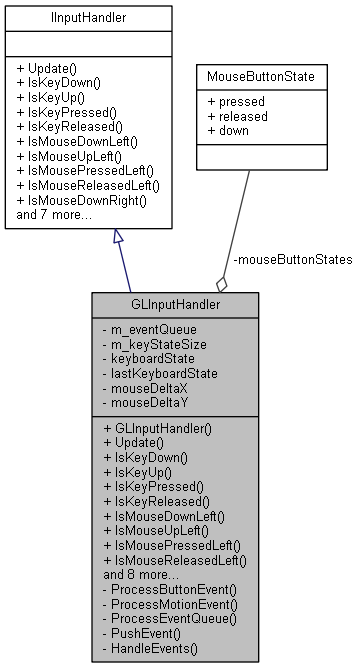 IInputHandler
+ Update()
+ IsKeyDown()
+ IsKeyUp()
+ IsKeyPressed()
+ IsKeyReleased()
+ IsMouseDownLeft()
+ IsMouseUpLeft()
+ IsMousePressedLeft()
+ IsMouseReleasedLeft()
+ IsMouseDownRight()
and 7 more...
MouseButtonState
+ pressed
+ released
+ down
-mouseButtonStates
GLInputHandler
- m_eventQueue
- m_keyStateSize
- keyboardState
- lastKeyboardState
- mouseDeltaX
- mouseDeltaY
+ GLInputHandler()
+ Update()
+ IsKeyDown()
+ IsKeyUp()
+ IsKeyPressed()
+ IsKeyReleased()
+ IsMouseDownLeft()
+ IsMouseUpLeft()
+ IsMousePressedLeft()
+ IsMouseReleasedLeft()
and 8 more...
- ProcessButtonEvent()
- ProcessMotionEvent()
- ProcessEventQueue()
- PushEvent()
- HandleEvents()